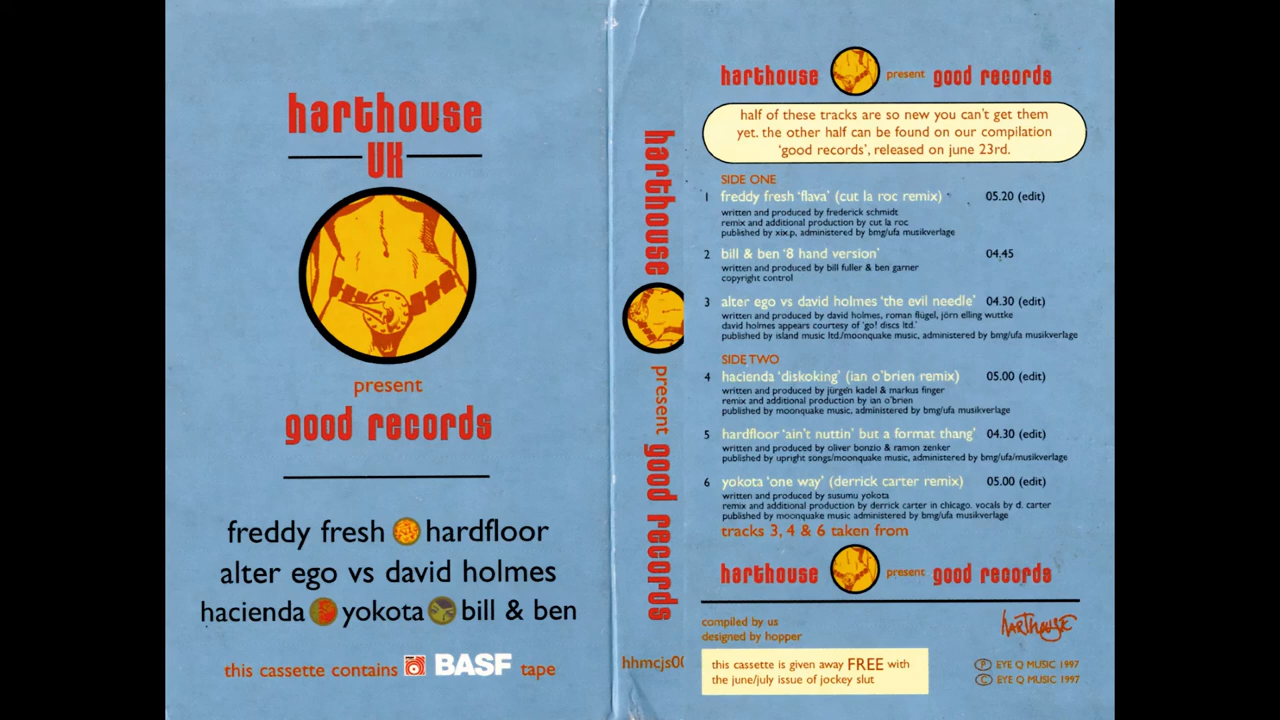 harthouse
UK
present
good records
freddy fresh hardfloor
alter ego vs david holmes
hacienda yokota bill & ben
this cassette contains BASF tape
harthouse present good records
hhmcjs00
harthouse present good records
half of these tracks are so new you can't get them
yet. the other half can be found on our compilation
'good records', released on june 23rd.
SIDE ONE
1 freddy fresh 'flava' (cut la roc remix) 05.20 (edit)
written and produced by frederick schmidt
remix and additional production by cut la roc
published by xix.p, administered by bmg/ufa musikverlage
2 bill & ben '8 hand version' 04.45
written and produced by bill fuller & ben garner
copyright control
3 alter ego vs david holmes 'the evil needle' 04.30 (edit)
written and produced by david holmes, roman flügel, jörn elling wuttke
david holmes appears courtesy of 'go! discs ltd.'
published by island music ltd./moonquake music, administered by bmg/ufa musikverlage
SIDE TWO
4 hacienda 'diskoking' (ian o'brien remix) 05.00 (edit)
written and produced by jürgen kadel & markus finger
remix and additional production by ian o'brien
published by moonquake music, administered by bmg/ufa musikverlage
5 hardfloor 'ain't nuttin' but a format thang' 04.30 (edit)
written and produced by oliver bonzio & ramon zenker
published by upright songs/moonquake music, administered by bmg/ufa/musikverlage
6 yokota 'one way' (derrick carter remix) 05.00 (edit)
written and produced by susumu yokota
remix and additional production by derrick carter in chicago. vocals by d. carter
published by moonquake music administered by bmg/ufa musikverlage
tracks 3, 4 & 6 taken from
harthouse present good records
compiled by us
designed by hopper
harthouse
this cassette is given away FREE with
the june/july issue of jockey slut
Ⓟ EYE Q MUSIC 1997
© EYE Q MUSIC 1997